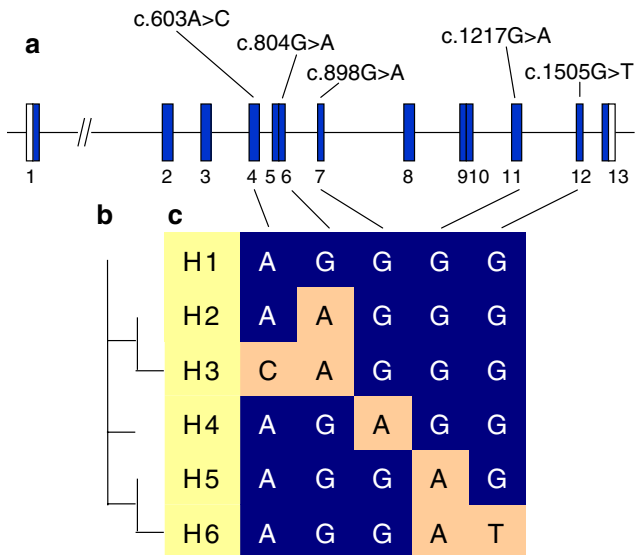 c.603A>C
a
c.804G>A
c.1217G>A
c.898G>A
c.1505G>T
1 2 3 4 5 6 7 8 9 10 11 12 13
b c
H1 A G G G G
H2 A A G G G
H3 C A G G G
H4 A G A G G
H5 A G G A G
H6 A G G A T